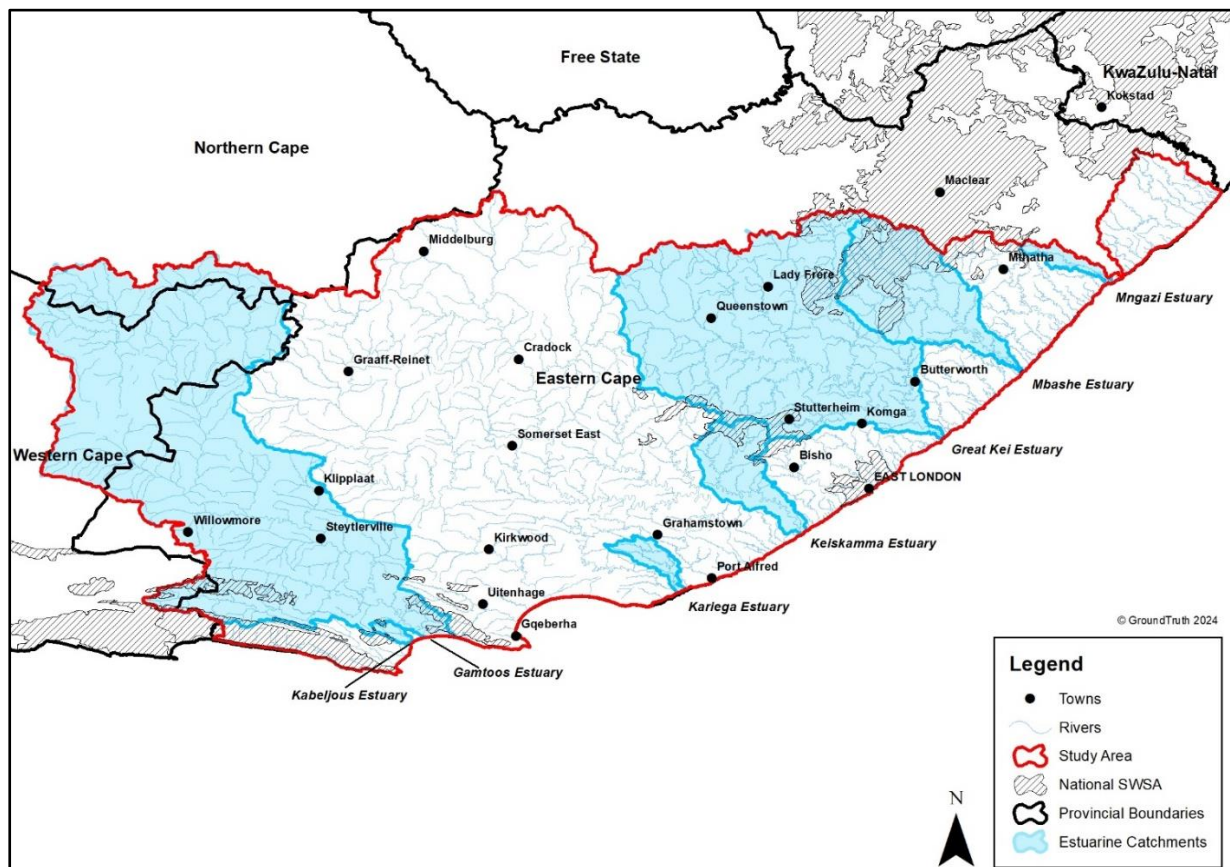 Free State
KwaZulu-Natal
Kokstad
Northern Cape
Maclear
Middelburg
Mthatha
Lady Frere
Mngazi Estuary
Queenstown
Cradock
Graaff-Reinet
Eastern Cape
Butterworth
Mbashe Estuary
Stutterheim
Komga
Somerset East
Great Kei Estuary
Western Cape
Bisho
EAST LONDON
Klipplaat
Willowmore
Steytlerville
Grahamstown
Keiskamma Estuary
Kirkwood
Port Alfred
Uitenhage
Kariega Estuary
Gqeberha
© GroundTruth 2024
Gamtoos Estuary
Kabeljous Estuary
Legend
Towns
Rivers
Study Area
National SWSA
Provincial Boundaries
Estuarine Catchments
N